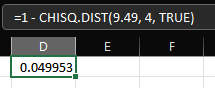 =1 - CHISQ.DIST(9.49, 4, TRUE)
D E F
0.049953